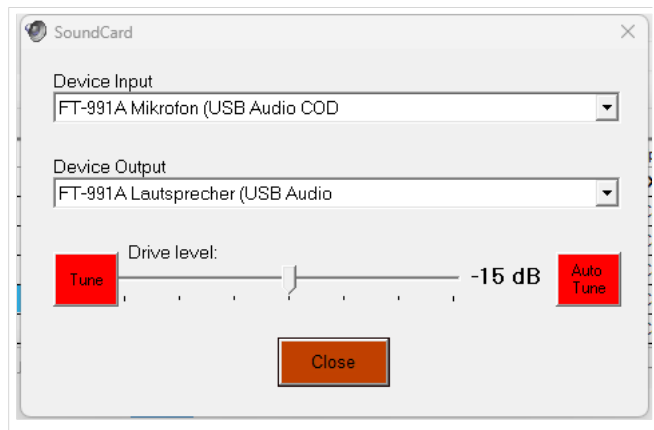 SoundCard
Device Input
FT-991A Mikrofon (USB Audio COD
Device Output
FT-991A Lautsprecher (USB Audio
Drive level:
Tune
-15 dB
Auto
Tune
Close